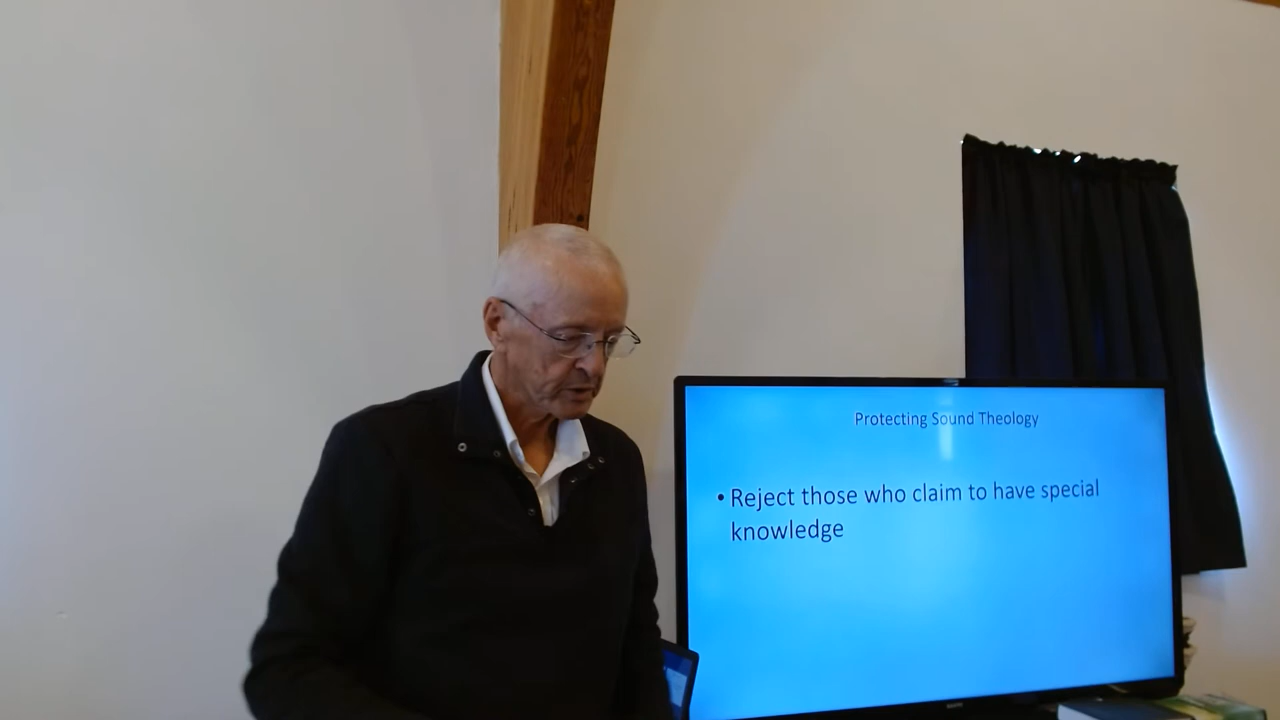 Protecting Sound Theology
• Reject those who claim to have special
knowledge